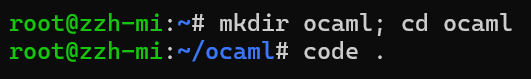 root@zzh-mi:~# mkdir ocaml; cd ocaml
root@zzh-mi:~/ocaml# code .